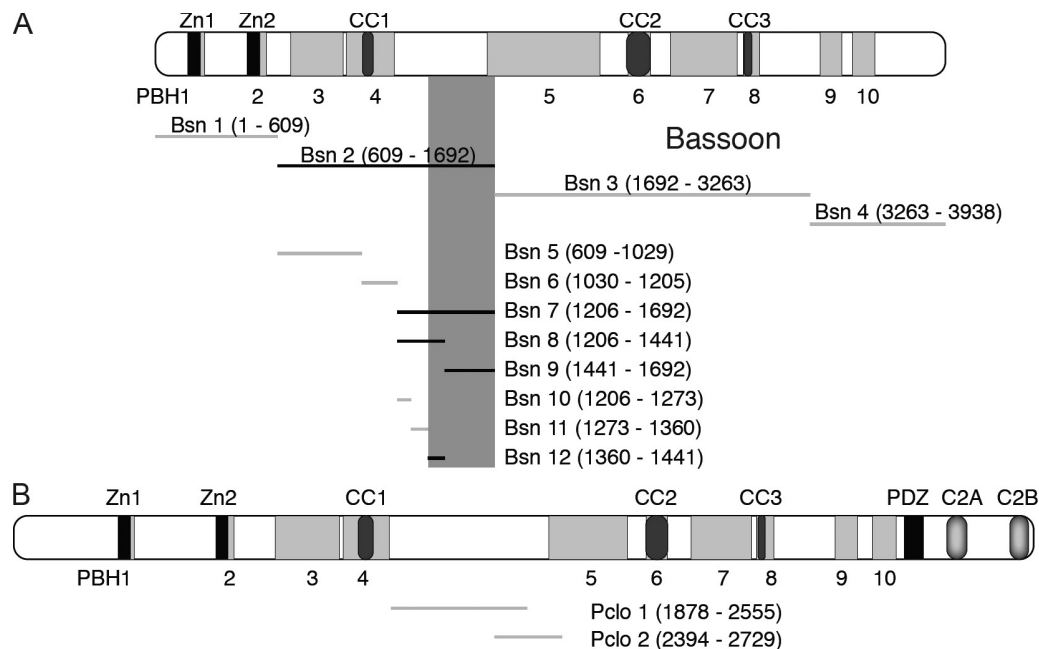 A
Zn1 Zn2 CC1 CC2 CC3
PBH1 2 3 4 5 6 7 8 9 10
Bsn 1 (1 - 609)
Bassoon
Bsn 2 (609 - 1692)
Bsn 3 (1692 - 3263)
Bsn 4 (3263 - 3938)
Bsn 5 (609 -1029)
Bsn 6 (1030 - 1205)
Bsn 7 (1206 - 1692)
Bsn 8 (1206 - 1441)
Bsn 9 (1441 - 1692)
Bsn 10 (1206 - 1273)
Bsn 11 (1273 - 1360)
Bsn 12 (1360 - 1441)
B
Zn1 Zn2 CC1 CC2 CC3 PDZ C2A C2B
PBH1 2 3 4 5 6 7 8 9 10
Pclo 1 (1878 - 2555)
Pclo 2 (2394 - 2729)